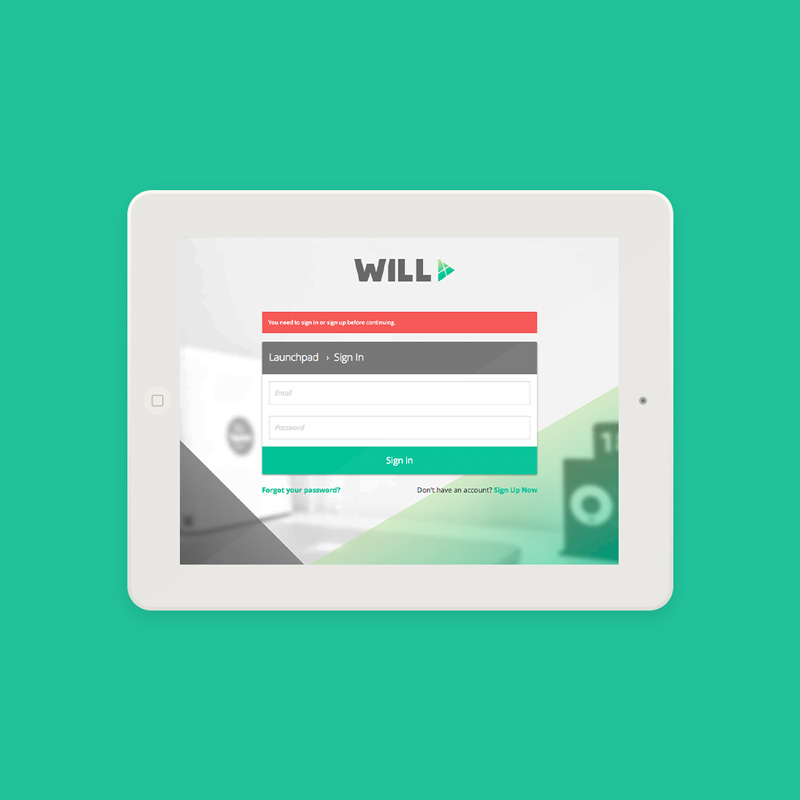 WILL
You need to sign in or sign up before continuing.
Launchpad › Sign In
Email
Password
Sign in
Forgot your password? Don't have an account? Sign Up Now